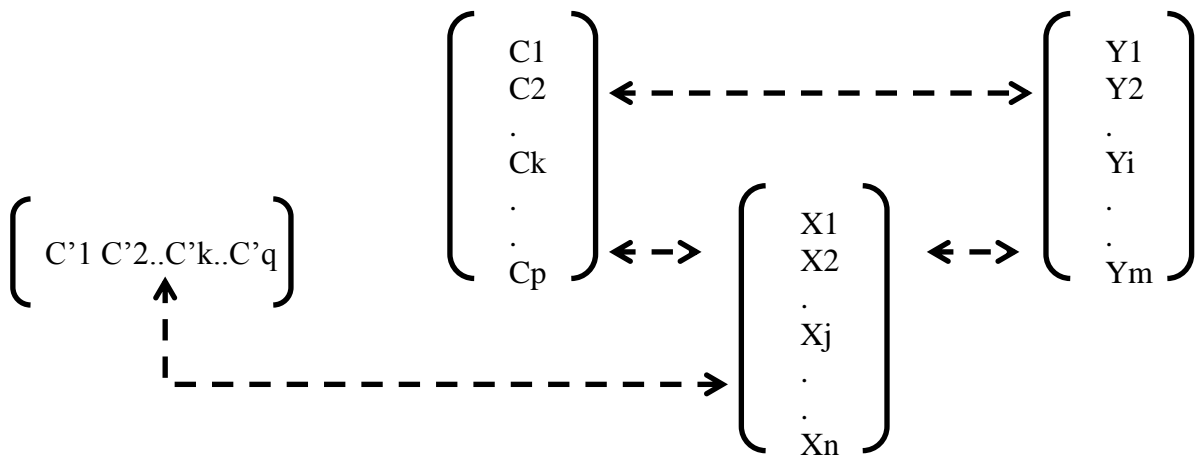 C1
C2
.
Ck
.
.
Cp
Y1
Y2
.
Yi
.
.
Ym
C’1 C’2..C’k..C’q
X1
X2
.
Xj
.
.
Xn